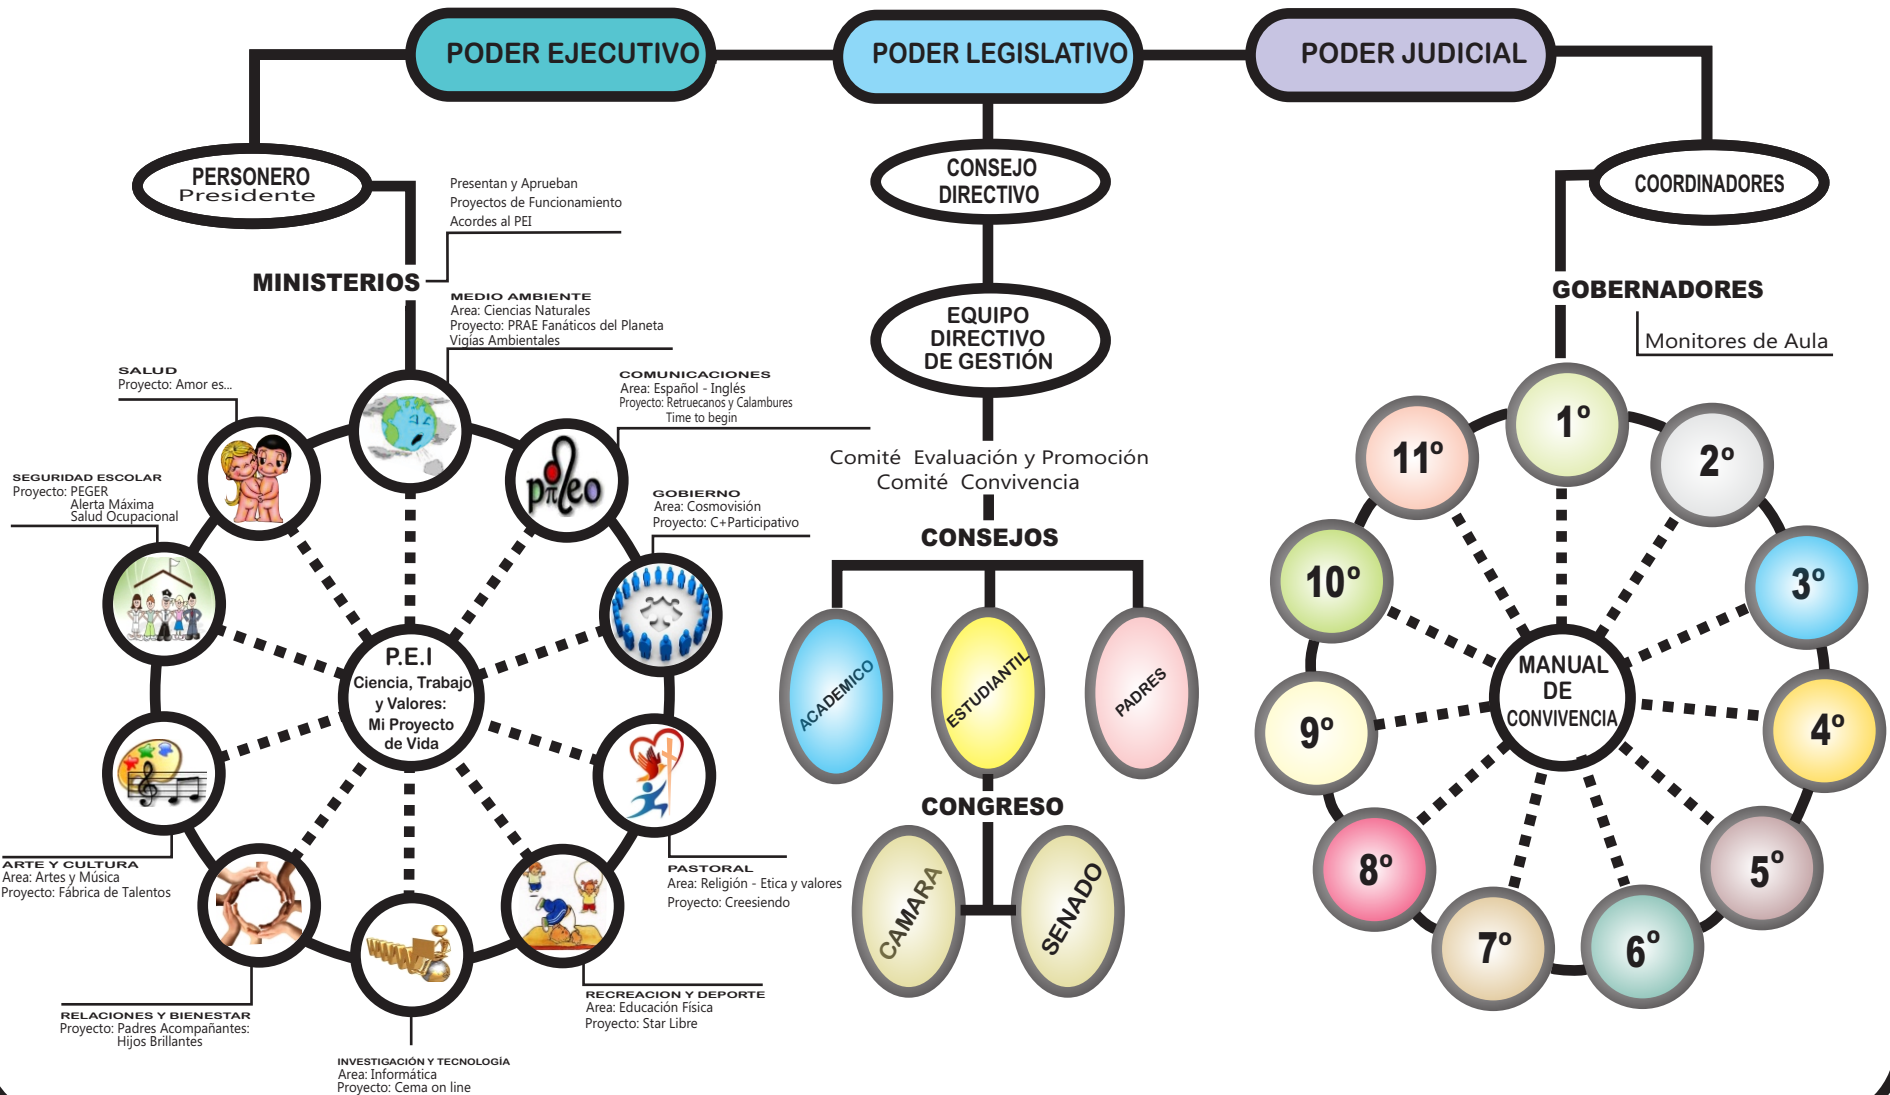 PODER EJECUTIVO
PODER LEGISLATIVO
PODER JUDICIAL
PERSONERO
Presidente
Presentan y Aprueban
Proyectos de Funcionamiento
Acordes al PEI
MINISTERIOS
MEDIO AMBIENTE
Area: Ciencias Naturales
Proyecto: PRAE Fanáticos del Planeta
Vigías Ambientales
SALUD
Proyecto: Amor es...
COMUNICACIONES
Area: Español - Inglés
Proyecto: Retruecanos y Calambures
Time to begin
SEGURIDAD ESCOLAR
Proyecto: PEGER
Alerta Máxima
Salud Ocupacional
GOBIERNO
Area: Cosmovisión
Proyecto: C+Participativo
P.E.I
Ciencia, Trabajo
y Valores:
Mi Proyecto
de Vida
ARTE Y CULTURA
Area: Artes y Música
Proyecto: Fábrica de Talentos
PASTORAL
Area: Religión - Etica y valores
Proyecto: Creesiendo
RELACIONES Y BIENESTAR
Proyecto: Padres Acompañantes:
Hijos Brillantes
RECREACION Y DEPORTE
Area: Educación Física
Proyecto: Star Libre
INVESTIGACIÓN Y TECNOLOGÍA
Area: Informática
Proyecto: Cema on line
CONSEJO
DIRECTIVO
EQUIPO
DIRECTIVO
DE GESTIÓN
Comité Evaluación y Promoción
Comité Convivencia
CONSEJOS
ACADEMICO
ESTUDIANTIL
PADRES
CONGRESO
CAMARA
SENADO
COORDINADORES
GOBERNADORES
Monitores de Aula
1º
2º
3º
4º
5º
6º
7º
8º
9º
10º
11º
MANUAL
DE
CONVIVENCIA